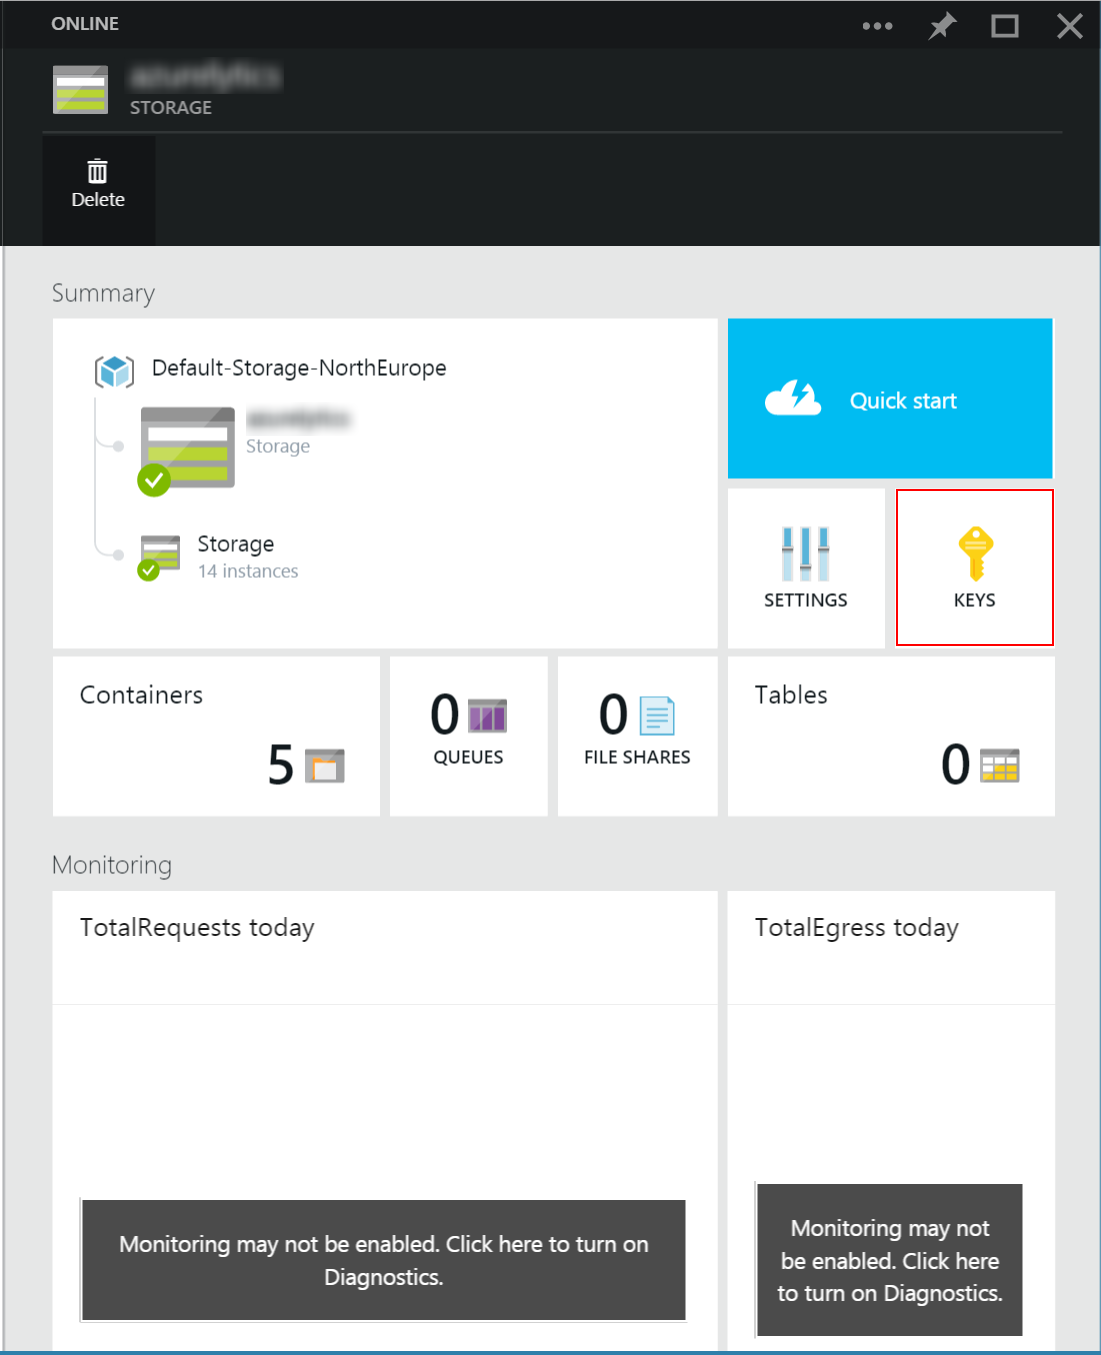 ONLINE
STORAGE
Delete
Summary
Default-Storage-NorthEurope
Storage
Storage
14 instances
Quick start
SETTINGS
KEYS
Containers
5
0
QUEUES
0
FILE SHARES
Tables
0
Monitoring
TotalRequests today
Monitoring may not be enabled. Click here to turn on
Diagnostics.
TotalEgress today
Monitoring may not
be enabled. Click here
to turn on Diagnostics.